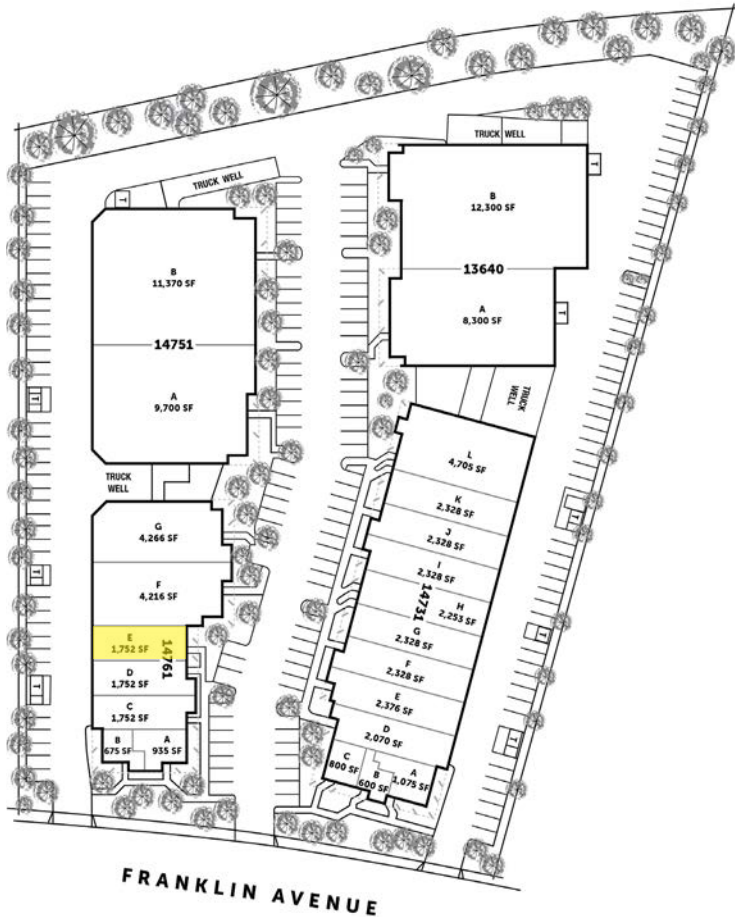 TRUCK WELL
T
B
12,300 SF
13640
A
8,300 SF
T
TRUCK WELL
T
B
11,370 SF
14751
A
9,700 SF
T
TRUCK
WELL
TRUCK
WELL
G
4,266 SF
F
4,216 SF
E
1,752 SF
14761
D
1,752 SF
C
1,752 SF
B
675 SF
A
935 SF
T
T
L
4,705 SF
K
2,328 SF
J
2,328 SF
I
2,328 SF
H
2,253 SF
14731
G
2,328 SF
F
2,328 SF
E
2,376 SF
D
2,070 SF
C
800 SF
B
600 SF
A
1,075 SF
T
T
T
FRANKLIN AVENUE